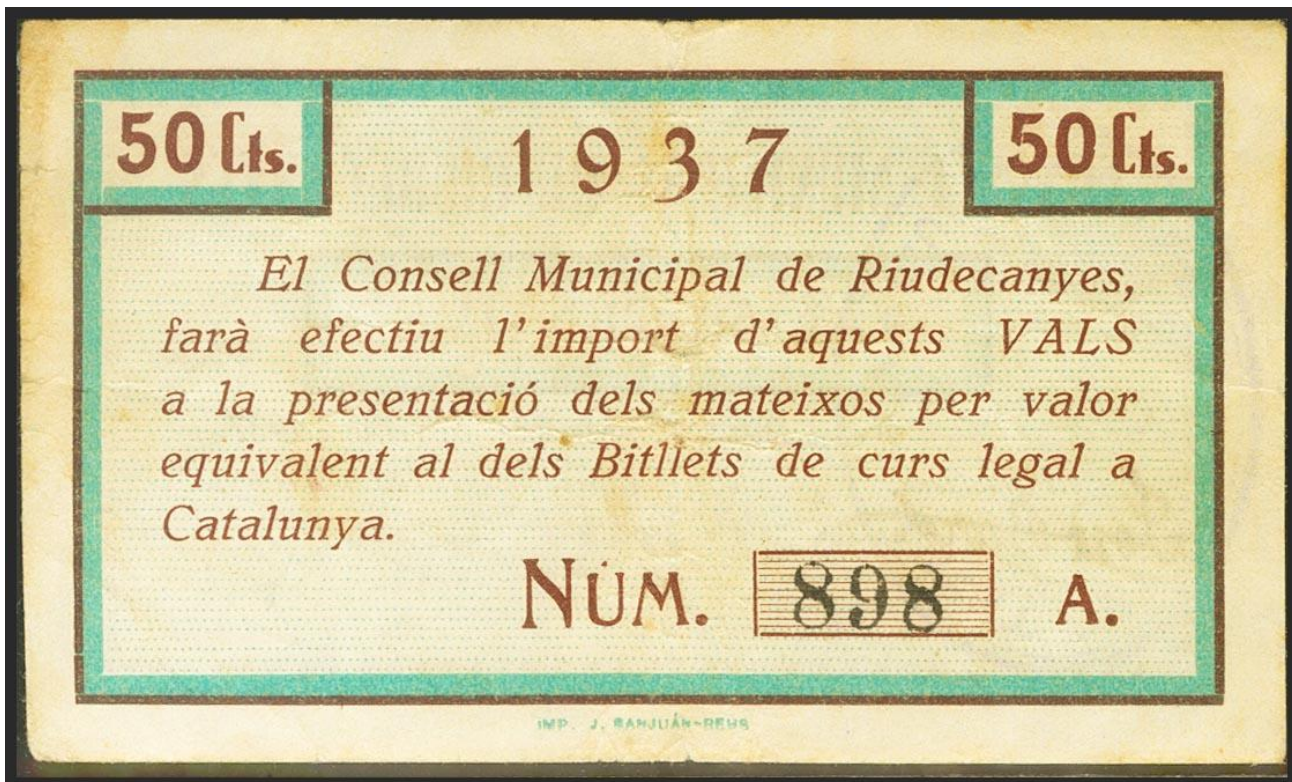 50 Cts. 1937 50 Cts.
El Consell Municipal de Riudecanyes,
farà efectiu l'import d'aquests VALS
a la presentació dels mateixos per valor
equivalent al dels Bitllets de curs legal a
Catalunya.
NÚM. 898 A.
IMP. J. SANJUÁN-REUS